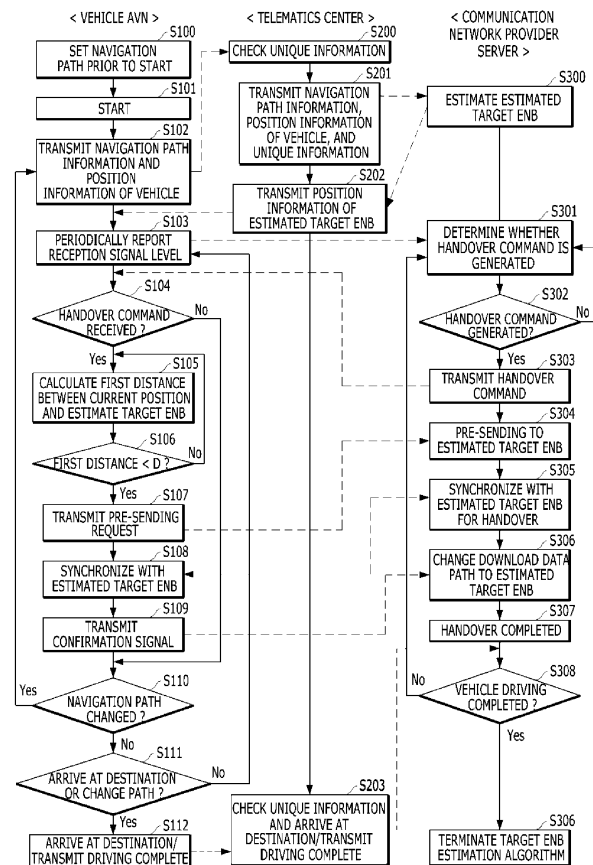 < VEHICLE AVN >
S100
SET NAVIGATION
PATH PRIOR TO START
S101
START
S102
TRANSMIT NAVIGATION PATH
INFORMATION AND
POSITION
INFORMATION OF VEHICLE
S103
PERIODICALLY REPORT
RECEPTION SIGNAL LEVEL
S104
HANDOVER COMMAND
RECEIVED ?
No
Yes
S105
CALCULATE FIRST DISTANCE
BETWEEN CURRENT POSITION
AND ESTIMATE TARGET ENB
S106
FIRST DISTANCE < D ?
No
Yes
S107
TRANSMIT PRE-SENDING
REQUEST
S108
SYNCHRONIZE WITH
ESTIMATED TARGET ENB
S109
TRANSMIT
CONFIRMATION SIGNAL
S110
Yes
NAVIGATION PATH
CHANGED ?
No
S111
ARRIVE AT DESTINATION
OR CHANGE PATH ?
No
Yes
S112
ARRIVE AT DESTINATION/
TRANSMIT DRIVING COMPLETE
< TELEMATICS CENTER >
S200
CHECK UNIQUE INFORMATION
S201
TRANSMIT NAVIGATION
PATH INFORMATION,
POSITION INFORMATION
OF VEHICLE, AND
UNIQUE INFORMATION
S202
TRANSMIT POSITION
INFORMATION OF
ESTIMATED TARGET ENB
S203
CHECK UNIQUE INFORMATION
AND ARRIVE AT
DESTINATION/TRANSMIT
DRIVING COMPLETE
< COMMUNICATION
NETWORK PROVIDER
SERVER >
S300
ESTIMATE ESTIMATED
TARGET ENB
S301
DETERMINE WHETHER
HANDOVER COMMAND IS
GENERATED
S302
HANDOVER COMMAND
GENERATED?
No
Yes
S303
TRANSMIT HANDOVER
COMMAND
S304
PRE-SENDING TO
ESTIMATED TARGET ENB
S305
SYNCHRONIZE WITH
ESTIMATED TARGET ENB
FOR HANDOVER
S306
CHANGE DOWNLOAD DATA
PATH TO ESTIMATED
TARGET ENB
S307
HANDOVER COMPLETED
S308
No
VEHICLE DRIVING
COMPLETED ?
Yes
S306
TERMINATE TARGET ENB
ESTIMATION ALGORITHM